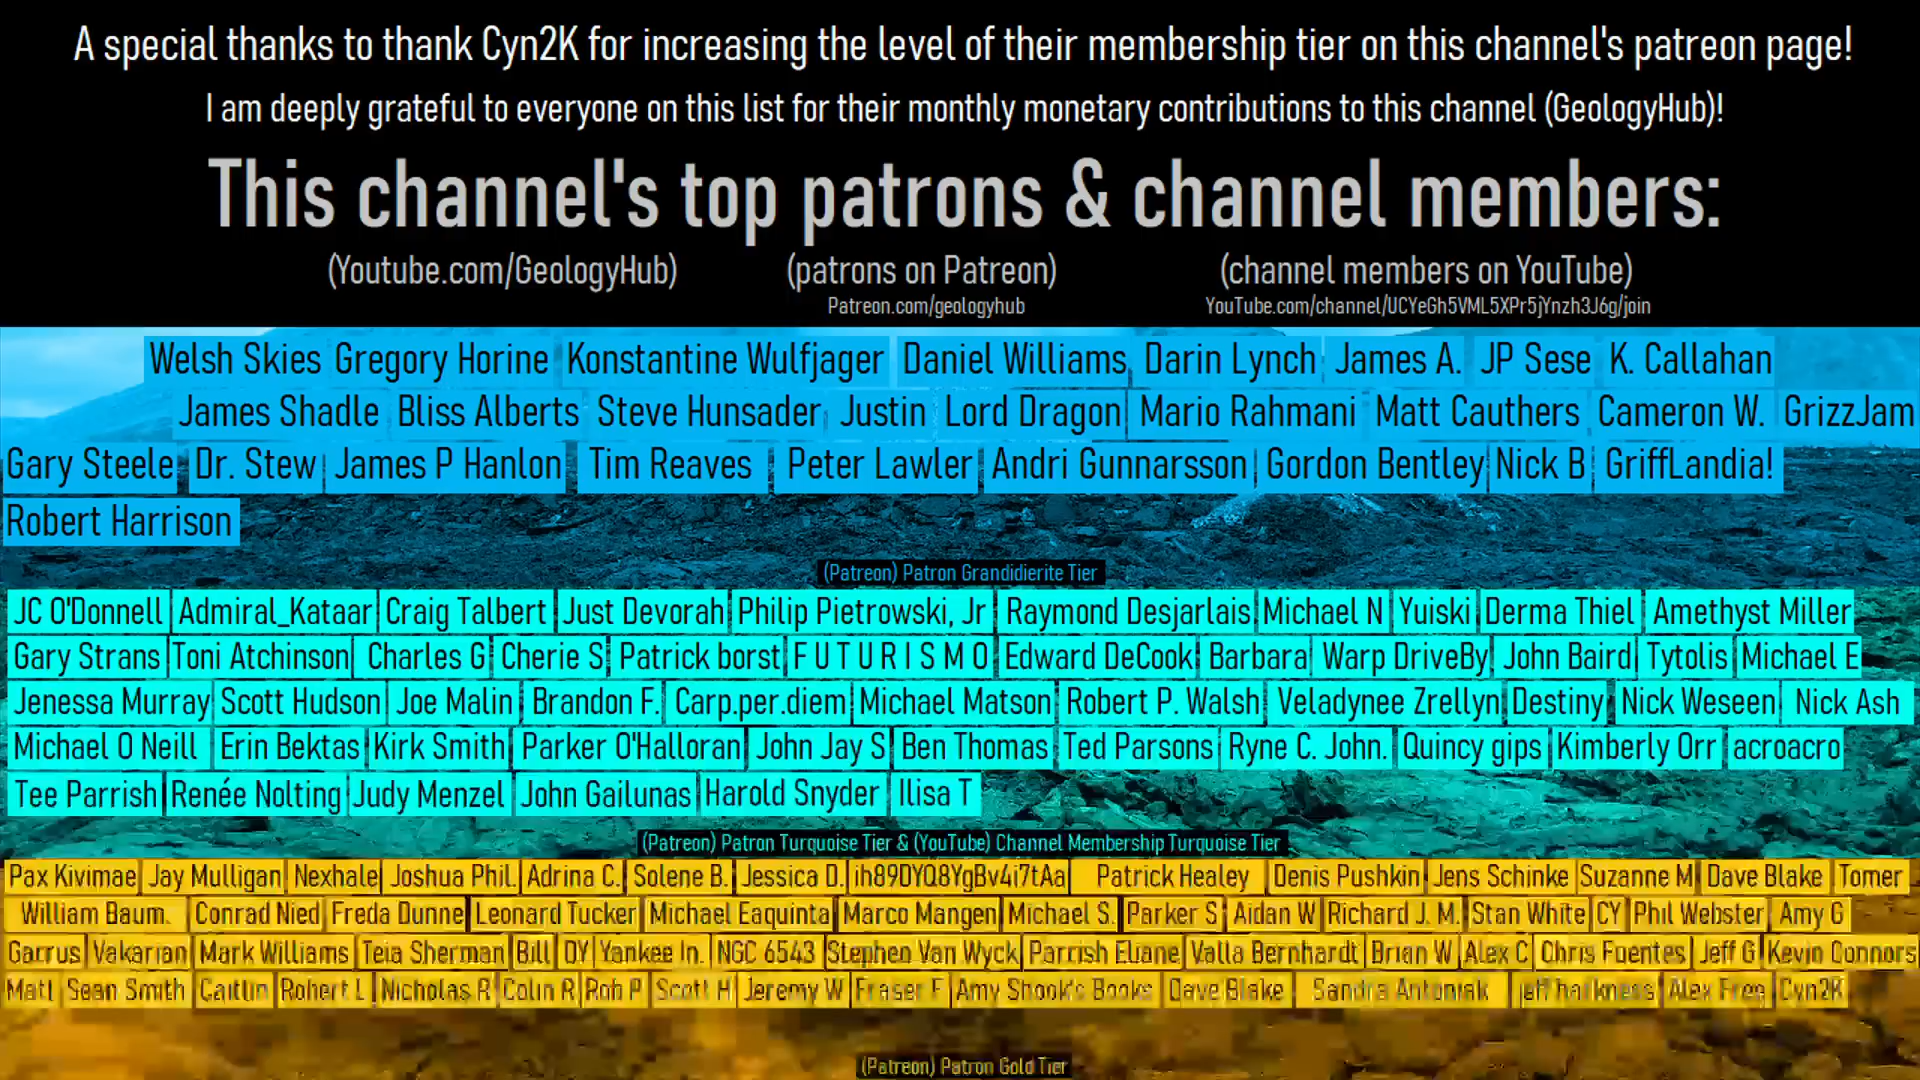 A special thanks to thank Cyn2K for increasing the level of their membership tier on this channel's patreon page!
I am deeply grateful to everyone on this list for their monthly monetary contributions to this channel (GeologyHub)!
This channel's top patrons & channel members:
(Youtube.com/GeologyHub) (patrons on Patreon) (channel members on YouTube)
Patreon.com/geologyhub YouTube.com/channel/UCYeGh5VML5XPr5jYnzh3J6g/join
Welsh Skies Gregory Horine Konstantine Wulfjager Daniel Williams Darin Lynch James A. JP Sese K. Callahan
James Shadle Bliss Alberts Steve Hunsader Justin Lord Dragon Mario Rahmani Matt Cauthers Cameron W. GrizzJam
Gary Steele Dr. Stew James P Hanlon Tim Reaves Peter Lawler Andri Gunnarsson Gordon Bentley Nick B GriffLandia!
Robert Harrison
(Patreon) Patron Grandidierite Tier
JC O'Donnell Admiral_Kataar Craig Talbert Just Devorah Philip Pietrowski, Jr Raymond Desjarlais Michael N Yuiski Derma Thiel Amethyst Miller
Gary Strans Toni Atchinson Charles G Cherie S Patrick borst F U T U R I S M O Edward DeCook Barbara Warp DriveBy John Baird Tytolis Michael E
Jenessa Murray Scott Hudson Joe Malin Brandon F. Carp.per.diem Michael Matson Robert P. Walsh Veladynee Zrellyn Destiny Nick Weseen Nick Ash
Michael O Neill Erin Bektas Kirk Smith Parker O'Halloran John Jay S Ben Thomas Ted Parsons Ryne C. John. Quincy gips Kimberly Orr acroacro
Tee Parrish Renée Nolting Judy Menzel John Gailunas Harold Snyder Ilisa T
(Patreon) Patron Turquoise Tier & (YouTube) Channel Membership Turquoise Tier
Pax Kivimae Jay Mulligan Nexhale Joshua Phil. Adrina C. Solene B. Jessica D. ih89DYQ8YgBv4i7tAa Patrick Healey Denis Pushkin Jens Schinke Suzanne M Dave Blake Tomer
William Baum. Conrad Nied Freda Dunne Leonard Tucker Michael Eaquinta Marco Mangen Michael S. Parker S Aidan W Richard J. M. Stan White CY Phil Webster Amy G
Garrus Vakarian Mark Williams Teia Sherman Bill DY Yankee In. NGC 6543 Stephen Van Wyck Parrish Eliane Valla Bernhardt Brian W Alex C Chris Fuentes Jeff G Kevin Connors
Matt Sean Smith Caitlin Robert L Nicholas R Colin R Rob P Scott H Jeremy W Fraser F Amy Shook's Books Dave Blake Sandra Antoniak jeff harkness Alex Freg Cyn2K
(Patreon) Patron Gold Tier